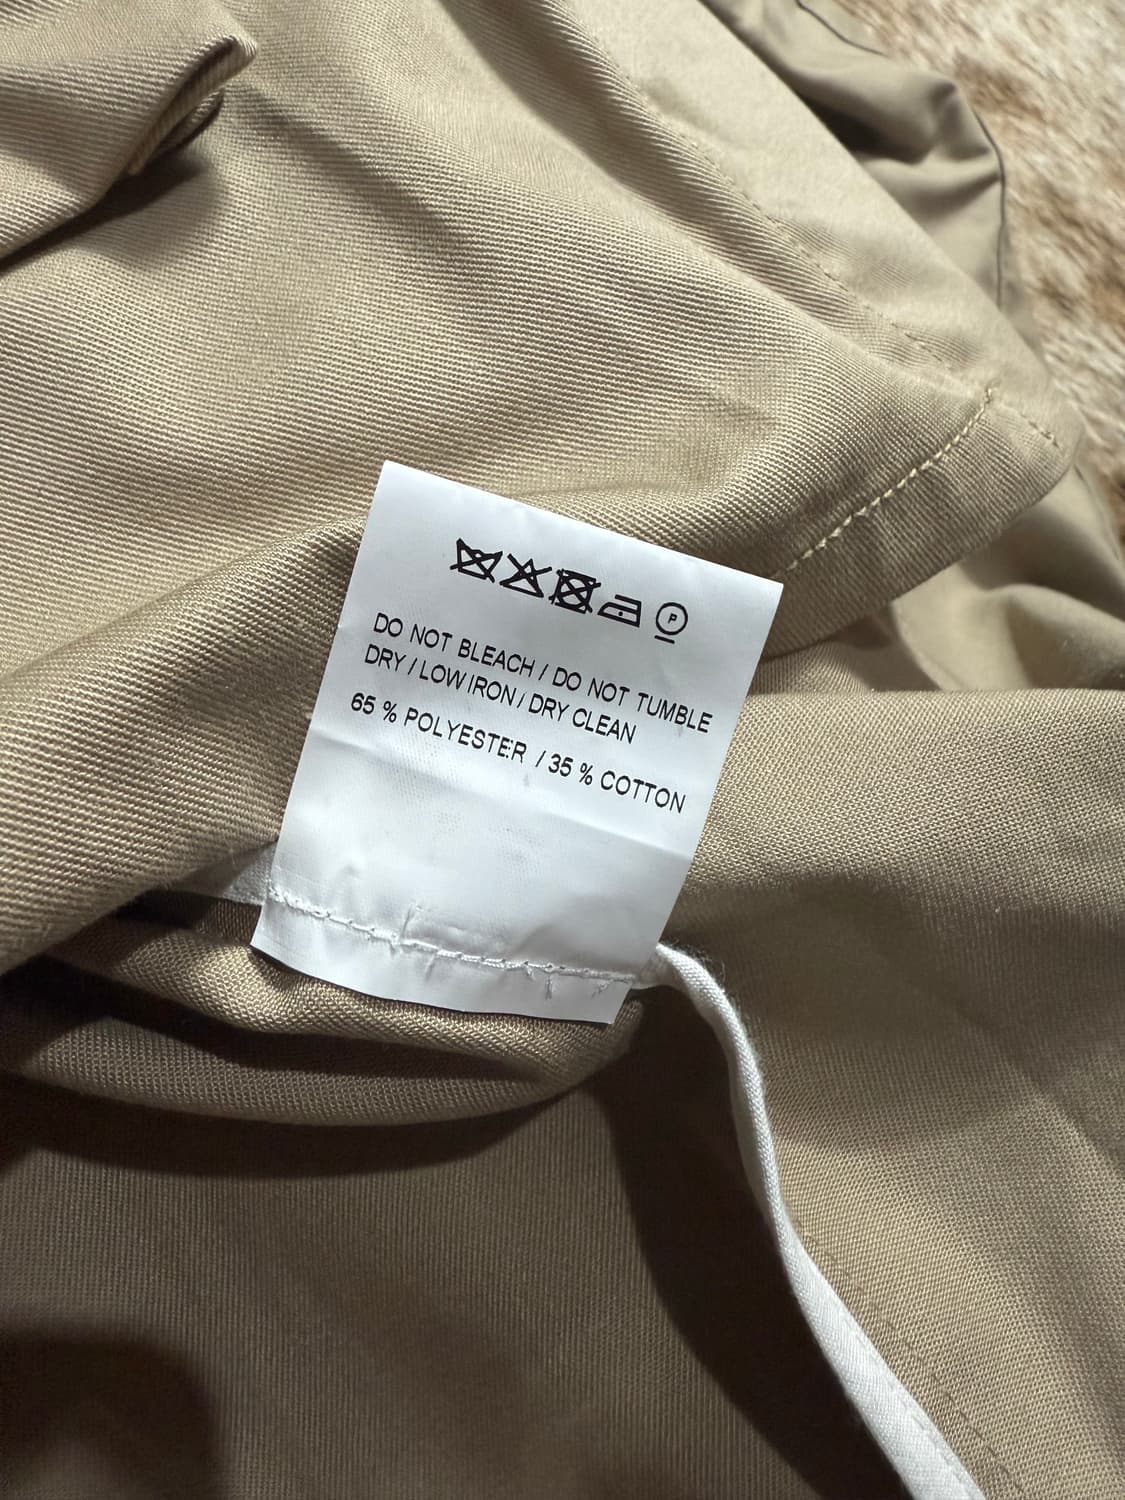 P
DO NOT BLEACH / DO NOT TUMBLE
DRY / LOW IRON / DRY CLEAN
65 % POLYESTER / 35 % COTTON